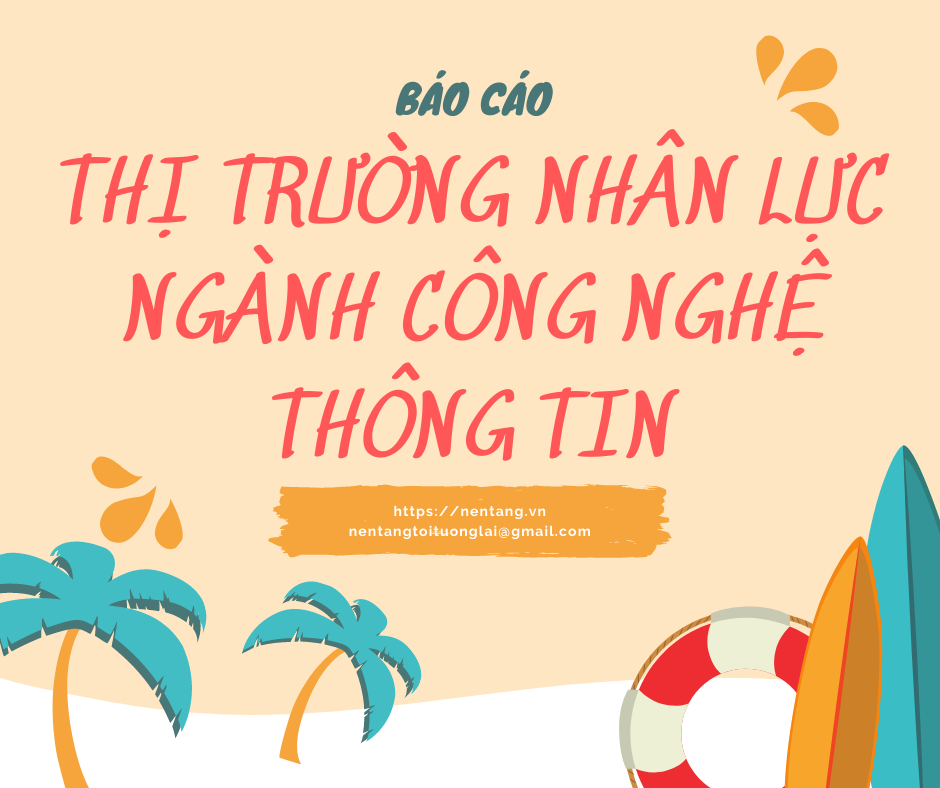 BÁO CÁO
THỊ TRƯỜNG NHÂN LỰC
NGÀNH CÔNG NGHỆ
THÔNG TIN
https://nentang.vn
nentangtoituonglai@gmail.com